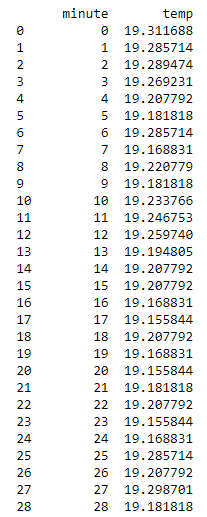 minute temp
0 0 19.311688
1 1 19.285714
2 2 19.289474
3 3 19.269231
4 4 19.207792
5 5 19.181818
6 6 19.285714
7 7 19.168831
8 8 19.220779
9 9 19.181818
10 10 19.233766
11 11 19.246753
12 12 19.259740
13 13 19.194805
14 14 19.207792
15 15 19.207792
16 16 19.168831
17 17 19.155844
18 18 19.207792
19 19 19.168831
20 20 19.155844
21 21 19.181818
22 22 19.207792
23 23 19.155844
24 24 19.168831
25 25 19.285714
26 26 19.207792
27 27 19.298701
28 28 19.181818